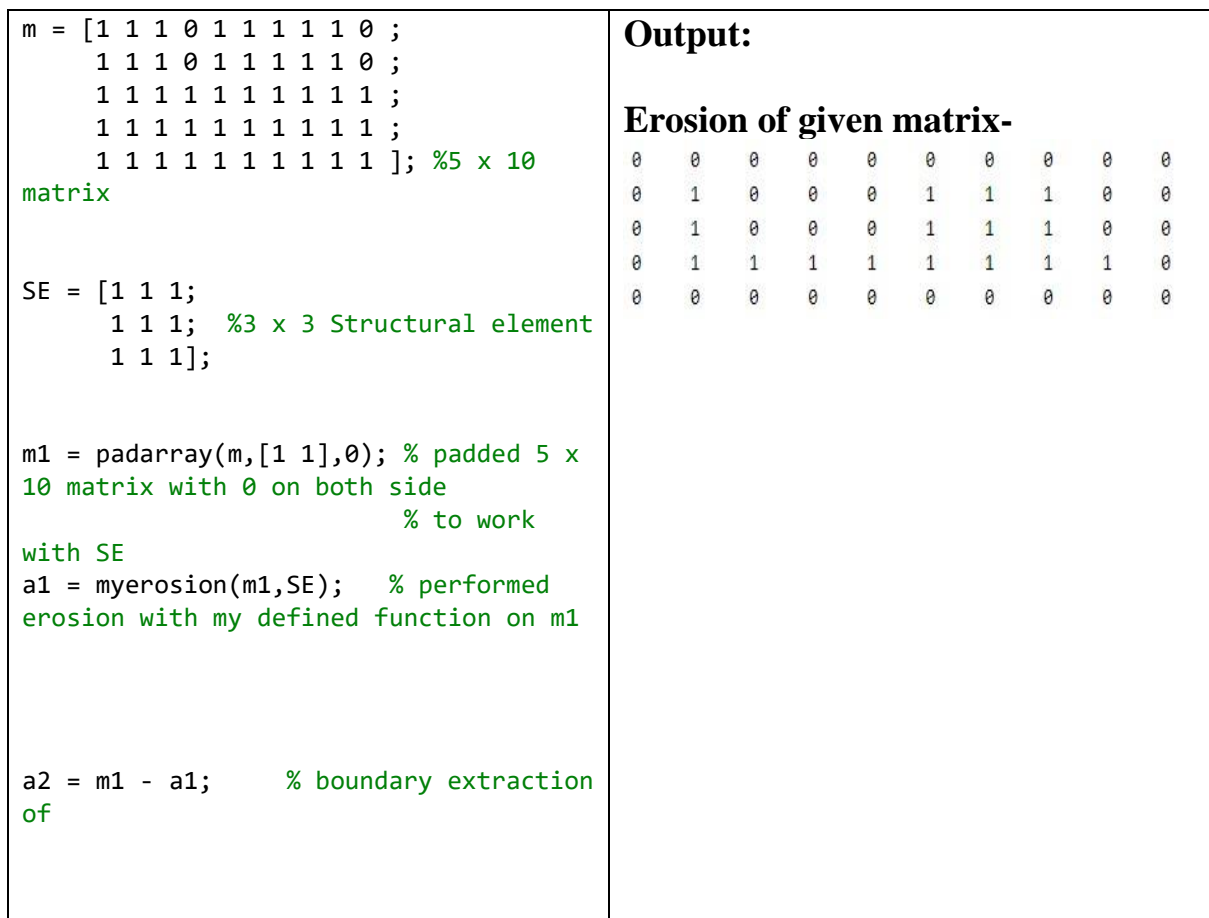 m = [1 1 1 0 1 1 1 1 1 0 ;
1 1 1 0 1 1 1 1 1 0 ;
1 1 1 1 1 1 1 1 1 1 ;
1 1 1 1 1 1 1 1 1 1 ;
1 1 1 1 1 1 1 1 1 1 ]; %5 x 10
matrix
SE = [1 1 1;
1 1 1; %3 x 3 Structural element
1 1 1];
m1 = padarray(m,[1 1],0); % padded 5 x
10 matrix with 0 on both side
% to work
with SE
a1 = myerosion(m1,SE); % performed
erosion with my defined function on m1
a2 = m1 - a1; % boundary extraction
of
Output:
Erosion of given matrix-
0 0 0 0 0 0 0 0 0 0
0 1 0 0 0 1 1 1 0 0
0 1 0 0 0 1 1 1 0 0
0 1 1 1 1 1 1 1 1 0
0 0 0 0 0 0 0 0 0 0